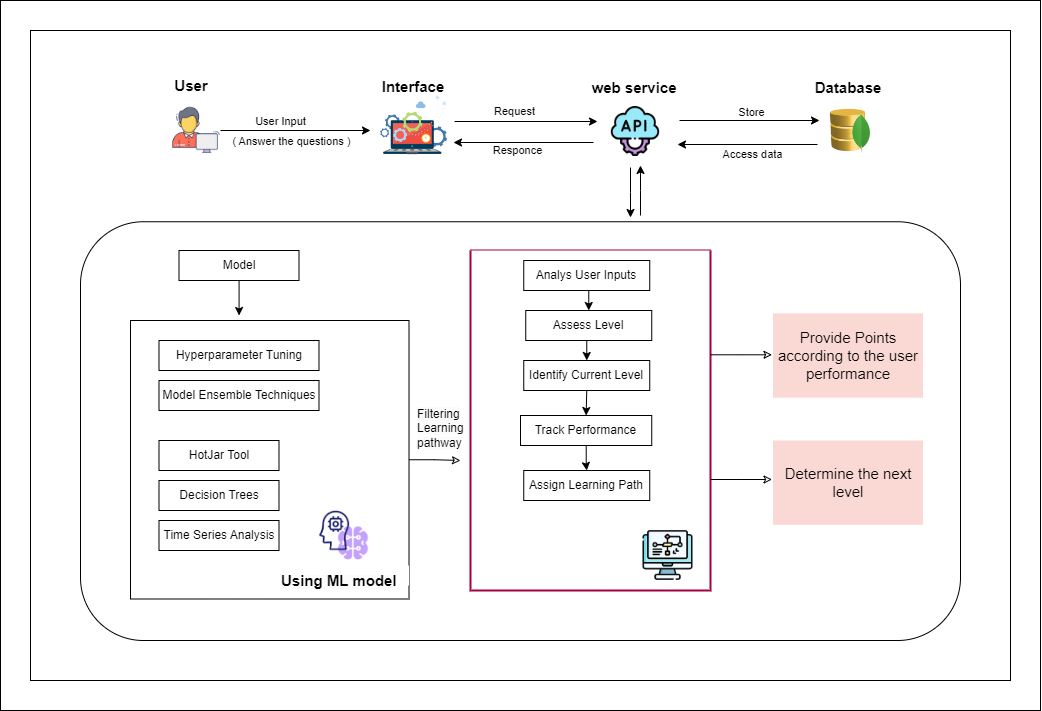 User
Interface
web service
Database
User Input
( Answer the questions )
Request
Responce
API
Store
Access data
Model
Hyperparameter Tuning
Model Ensemble Techniques
HotJar Tool
Decision Trees
Time Series Analysis
Using ML model
Filtering
Learning
pathway
Analys User Inputs
Assess Level
Identify Current Level
Track Performance
Assign Learning Path
Provide Points
according to the user
performance
Determine the next
level